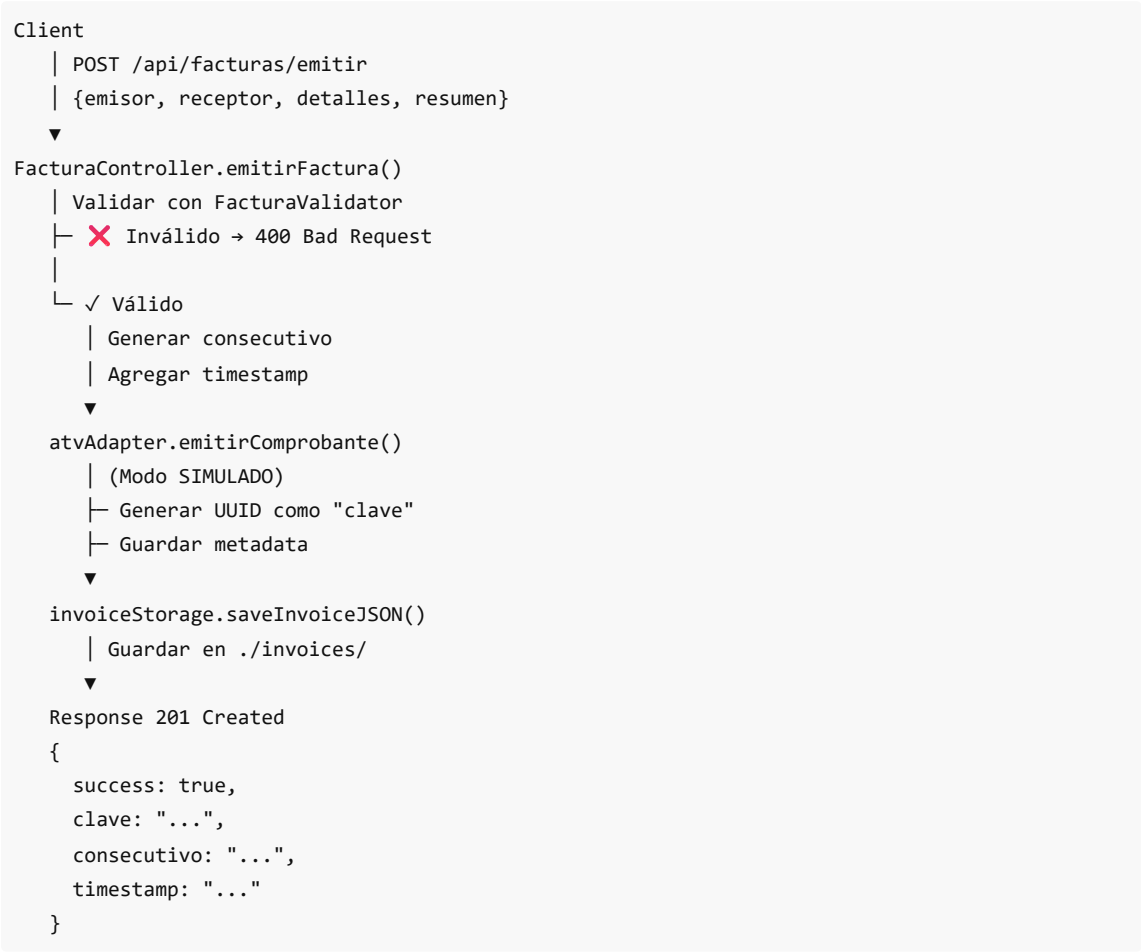 Client
   │ POST /api/facturas/emitir
   │ {emisor, receptor, detalles, resumen}
   ▼
FacturaController.emitirFactura()
   │ Validar con FacturaValidator
   ├─ ❌ Inválido → 400 Bad Request
   │
   └─ ✓ Válido
      │ Generar consecutivo
      │ Agregar timestamp
      ▼
   atvAdapter.emitirComprobante()
      │ (Modo SIMULADO)
      ├─ Generar UUID como "clave"
      ├─ Guardar metadata
      ▼
   invoiceStorage.saveInvoiceJSON()
      │ Guardar en ./invoices/
      ▼
   Response 201 Created
   {
     success: true,
     clave: "...",
     consecutivo: "...",
     timestamp: "..."
   }